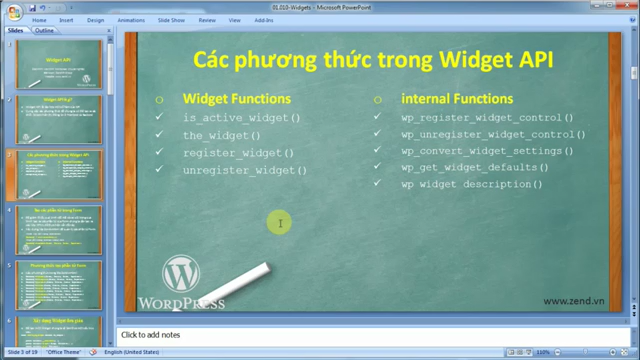 01.010-Widgets - Microsoft PowerPoint
Home Insert Design Animations Slide Show Review View Add-Ins
Slides Outline
Các phương thức trong Widget API
Widget Functions
is_active_widget()
the_widget()
register_widget()
unregister_widget()
internal Functions
wp_register_widget_control()
wp_unregister_widget_control()
wp_convert_widget_settings()
wp_get_widget_defaults()
wp_widget_description()
WORDPRESS
www.zend.vn
Click to add notes
Slide 3 of 19 "Office Theme" English (United States) 110%